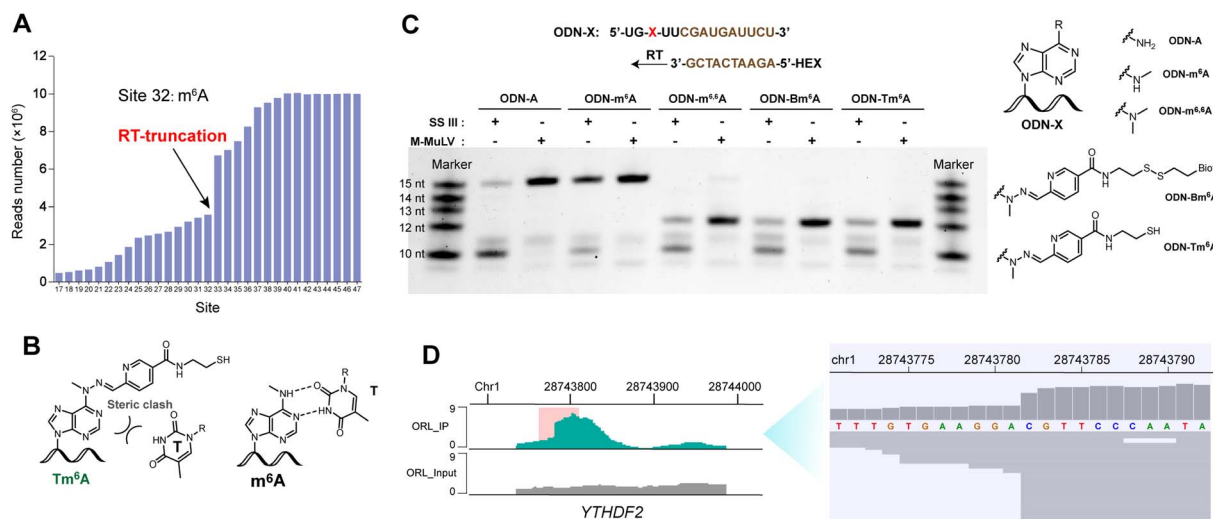 A
Reads number (×10⁶)
12
10
8
6
4
2
0
Site 32: m⁶A
RT-truncation
17 18 19 20 21 22 23 24 25 26 27 28 29 30 31 32 33 34 35 36 37 38 39 40 41 42 43 44 45 46 47
Site
B
SH
O
N
H
N
N
N
N
N
N
N
Steric clash
O
HN
T
N
R
O
Tm⁶A
NH
N
N
N
N
O
R
N
HN
O
T
m⁶A
C
ODN-X: 5'-UG-X-UUCGAUGAUUCU-3'
RT
3'-GCTACTAAGA-5'-HEX
ODN-A ODN-m⁶A ODN-m⁶,⁶A ODN-Bm⁶A ODN-Tm⁶A
SS III : + - + - + - + - + -
M-MuLV : - + - + - + - + - +
Marker Marker
15 nt
14 nt
13 nt
12 nt
10 nt
R
N
N
N
N
ODN-X
NH₂ ODN-A
N
H
ODN-m⁶A
N
ODN-m⁶,⁶A
O
N
H
S
S
Biot
N
N
N
ODN-Bm⁶A
O
N
H
SH
N
N
N
ODN-Tm⁶A
D
Chr1 28743800 28743900 28744000
9
ORL_IP
0
9
ORL_Input
0
YTHDF2
chr1 28743775 28743780 28743785 28743790
T T T G T G A A G G A C G T T C C C A A T A